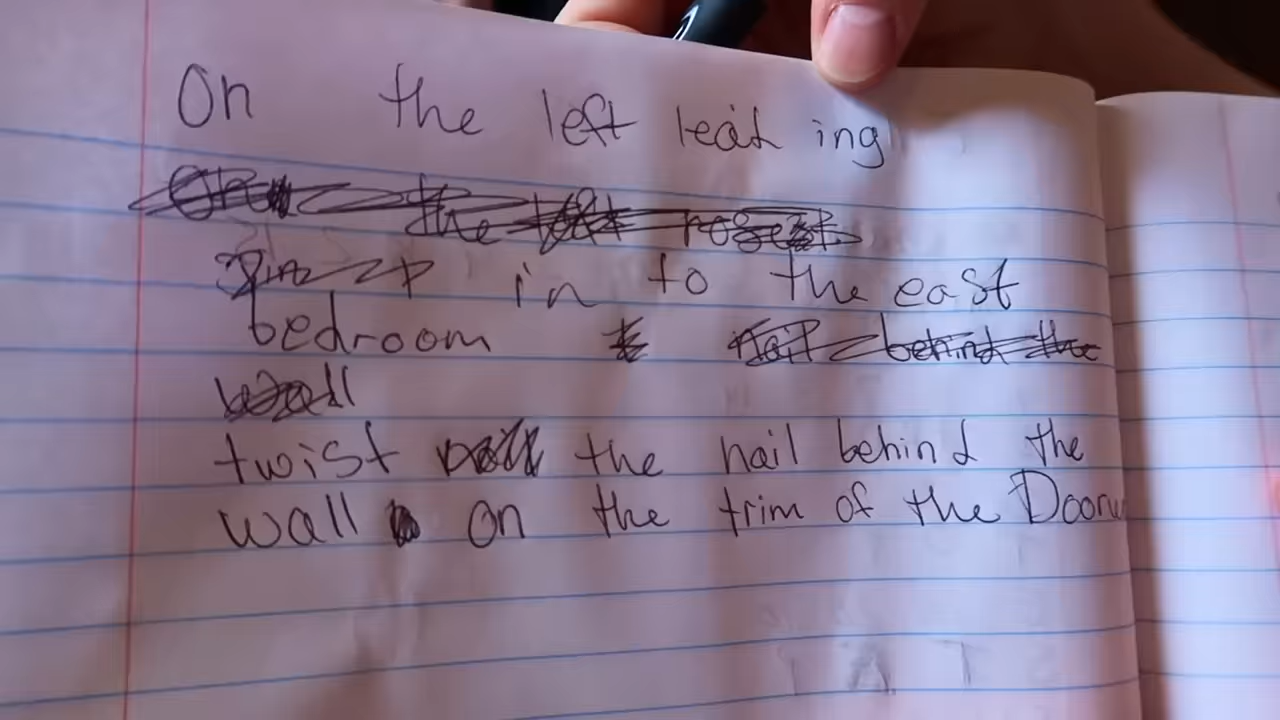 On the left leading
in to the east
bedroom
twist the nail behind the
wall on the trim of the Doorw